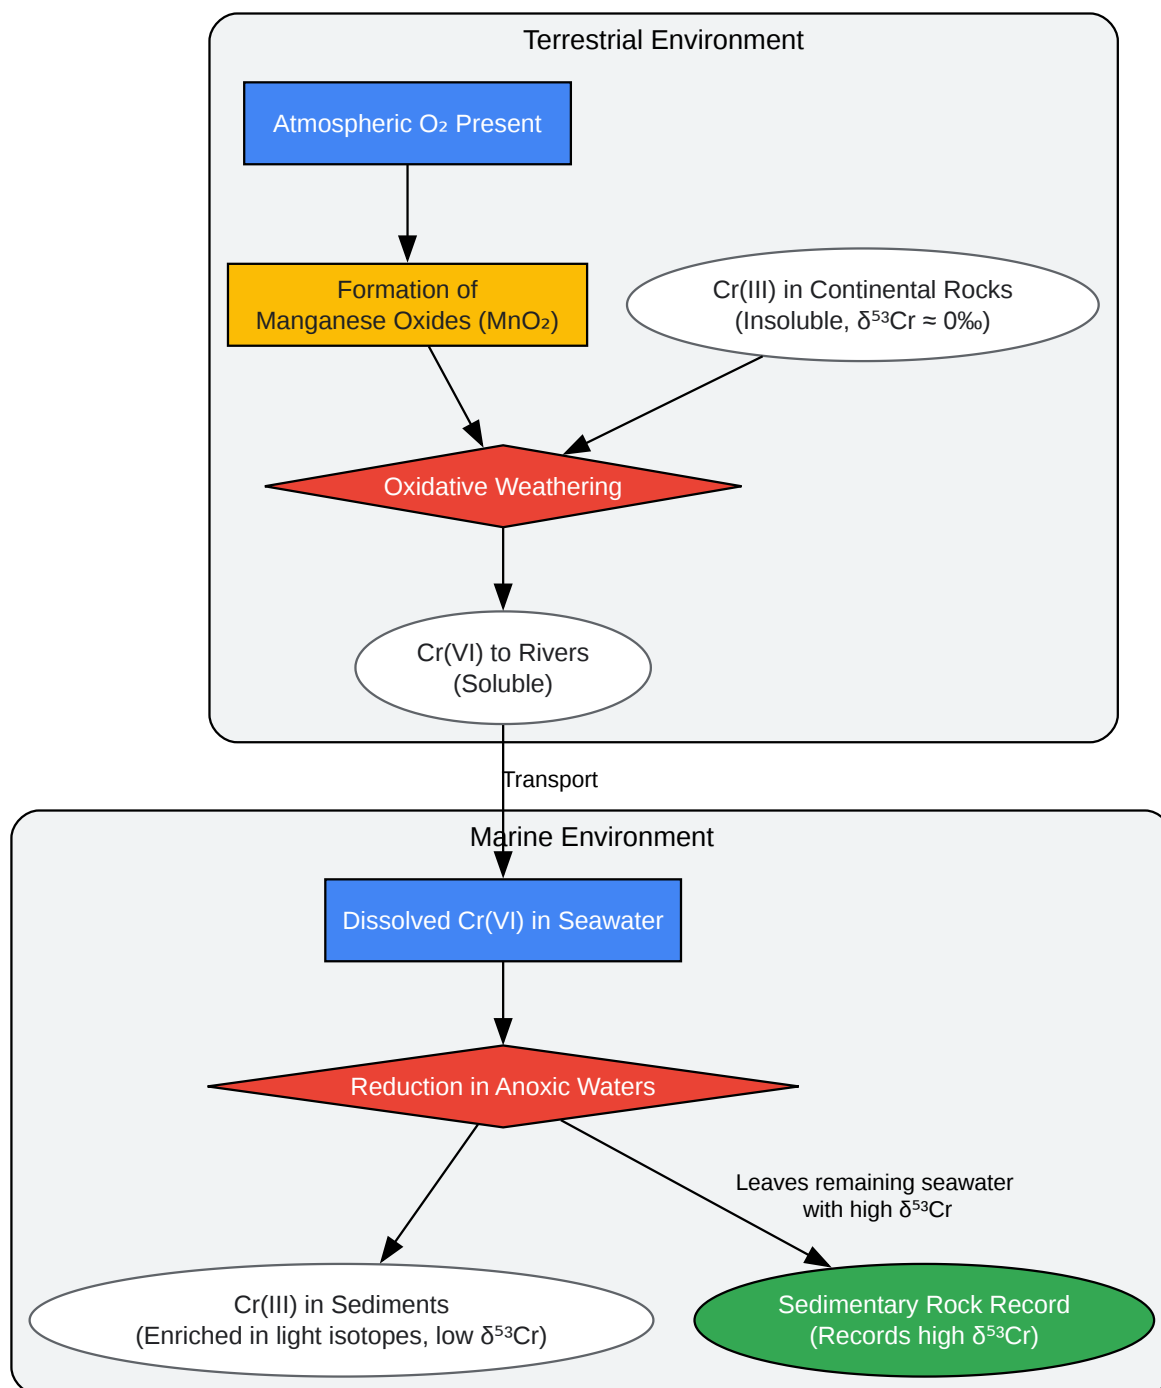 Terrestrial Environment
Atmospheric O₂ Present
Formation of
Manganese Oxides (MnO₂)
Cr(III) in Continental Rocks
(Insoluble, δ⁵³Cr ≈ 0‰)
Oxidative Weathering
Cr(VI) to Rivers
(Soluble)
Transport
Marine Environment
Dissolved Cr(VI) in Seawater
Reduction in Anoxic Waters
Leaves remaining seawater
with high δ⁵³Cr
Cr(III) in Sediments
(Enriched in light isotopes, low δ⁵³Cr)
Sedimentary Rock Record
(Records high δ⁵³Cr)